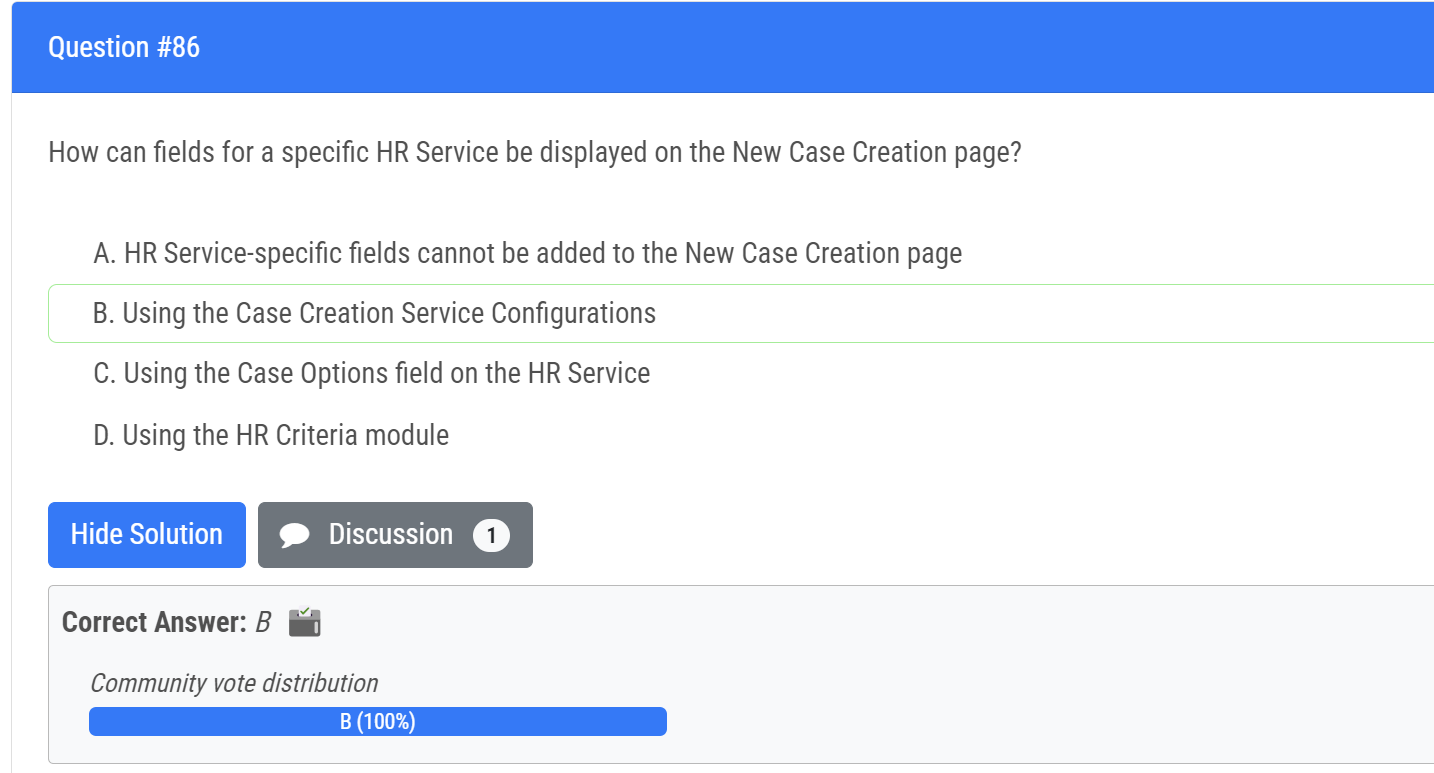 Question #86
How can fields for a specific HR Service be displayed on the New Case Creation page?
A. HR Service-specific fields cannot be added to the New Case Creation page
B. Using the Case Creation Service Configurations
C. Using the Case Options field on the HR Service
D. Using the HR Criteria module
Hide Solution
Discussion 1
Correct Answer: B
Community vote distribution
B (100%)